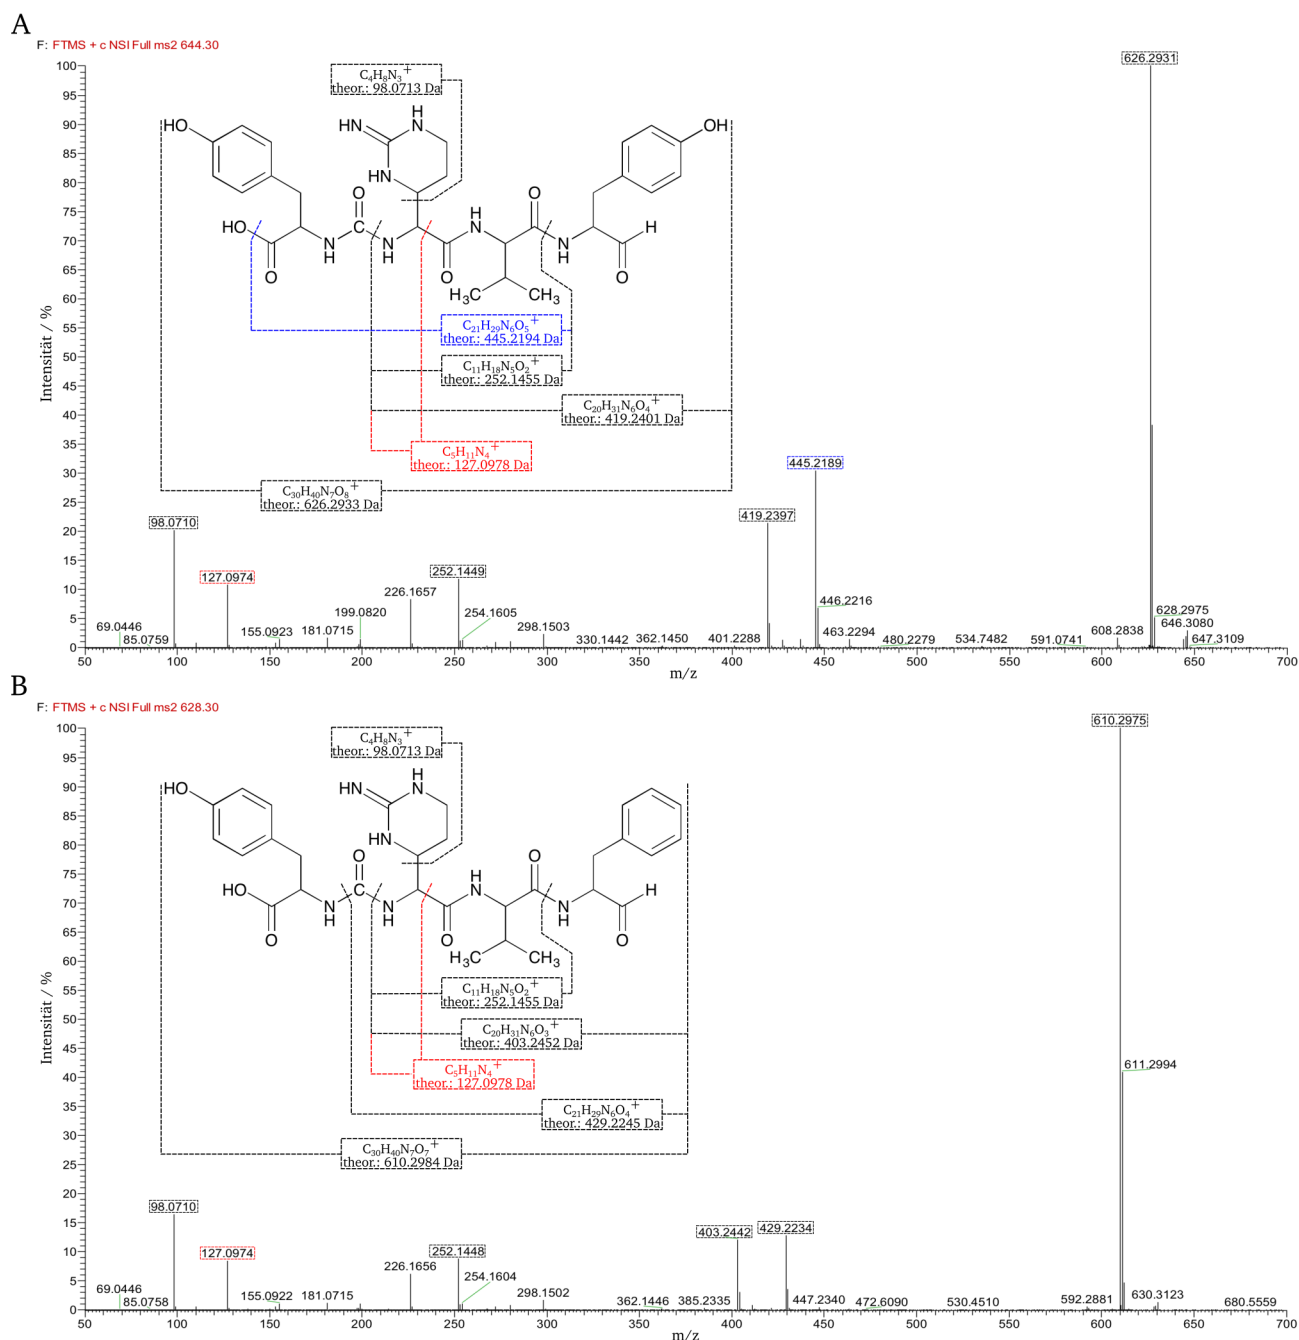 A
F: FTMS + c NSI Full ms2 644.30
626.2931
C₄H₈N₃⁺
theor.: 98.0713 Da
HO
HN
H
N
HN
OH
O
HO
O
N
H
N
H
H
N
O
O
N
H
H
O
H₃C
CH₃
C₂₁H₂₉N₆O₅⁺
theor.: 445.2194 Da
C₁₁H₁₈N₅O₂⁺
theor.: 252.1455 Da
C₂₀H₃₁N₆O₄⁺
theor.: 419.2401 Da
C₅H₁₁N₄⁺
theor.: 127.0978 Da
C₃₀H₄₀N₇O₈⁺
theor.: 626.2933 Da
445.2189
419.2397
98.0710
127.0974
252.1449
226.1657
446.2216
199.0820
254.1605
628.2975
69.0446
85.0759
155.0923
181.0715
298.1503
330.1442
362.1450
401.2288
463.2294
480.2279
534.7482
591.0741
608.2838
646.3080
647.3109
100
95
90
85
80
75
70
65
60
55
50
45
40
35
30
25
20
15
10
5
0
Intensität / %
50 100 150 200 250 300 350 400 450 500 550 600 650 700
m/z
B
F: FTMS + c NSI Full ms2 628.30
610.2975
C₄H₈N₃⁺
theor.: 98.0713 Da
HO
HN
H
N
HN
O
HO
O
N
H
N
H
H
N
O
O
N
H
H
O
H₃C
CH₃
C₁₁H₁₈N₅O₂⁺
theor.: 252.1455 Da
C₂₀H₃₁N₆O₃⁺
theor.: 403.2452 Da
C₅H₁₁N₄⁺
theor.: 127.0978 Da
C₂₁H₂₉N₆O₄⁺
theor.: 429.2245 Da
C₃₀H₄₀N₇O₇⁺
theor.: 610.2984 Da
611.2994
98.0710
127.0974
252.1448
226.1656
403.2442
429.2234
254.1604
69.0446
85.0758
155.0922
181.0715
298.1502
362.1446
385.2335
447.2340
472.6090
530.4510
592.2881
630.3123
680.5559
100
95
90
85
80
75
70
65
60
55
50
45
40
35
30
25
20
15
10
5
0
Intensität / %
50 100 150 200 250 300 350 400 450 500 550 600 650 700
m/z